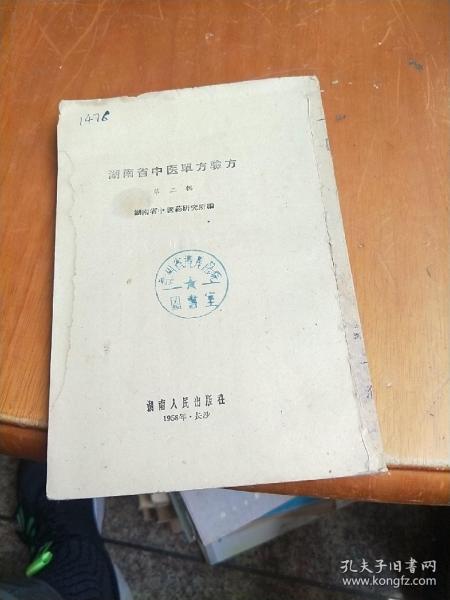 1476
湖南省中医單方驗方
第二輯
湖南省中医药研究所編
圖書室
湖南人民出版社
1958年·长沙
孔夫子旧书网
www.kongfz.com